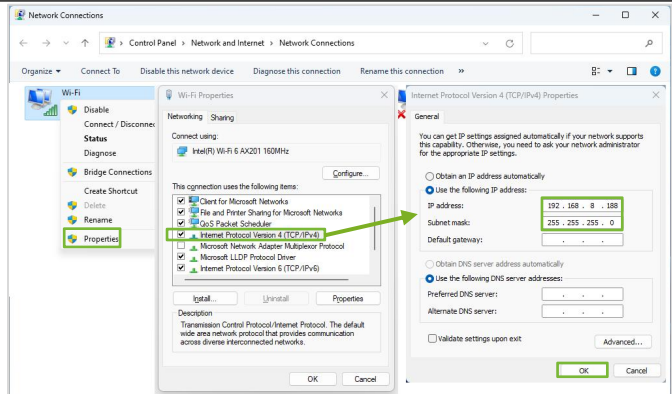 Network Connections
Control Panel > Network and Internet > Network Connections
Organize Connect To Disable this network device Diagnose this connection Rename this connection »
Wi-Fi
Disable
Connect / Disconnec
Status
Diagnose
Bridge Connections
Create Shortcut
Delete
Rename
Properties
Wi-Fi Properties
Networking Sharing
Connect using:
Intel(R) Wi-Fi 6 AX201 160MHz
Configure...
This connection uses the following items:
Client for Microsoft Networks
File and Printer Sharing for Microsoft Networks
QoS Packet Scheduler
Internet Protocol Version 4 (TCP/IPv4)
Microsoft Network Adapter Multiplexor Protocol
Microsoft LLDP Protocol Driver
Internet Protocol Version 6 (TCP/IPv6)
Install... Uninstall Properties
Description
Transmission Control Protocol/Internet Protocol. The default
wide area network protocol that provides communication
across diverse interconnected networks.
OK Cancel
Internet Protocol Version 4 (TCP/IPv4) Properties
General
You can get IP settings assigned automatically if your network supports
this capability. Otherwise, you need to ask your network administrator
for the appropriate IP settings.
Obtain an IP address automatically
Use the following IP address:
IP address: 192 . 168 . 8 . 188
Subnet mask: 255 . 255 . 255 . 0
Default gateway: . . .
Obtain DNS server address automatically
Use the following DNS server addresses:
Preferred DNS server: . . .
Alternate DNS server: . . .
Validate settings upon exit
Advanced...
OK Cancel